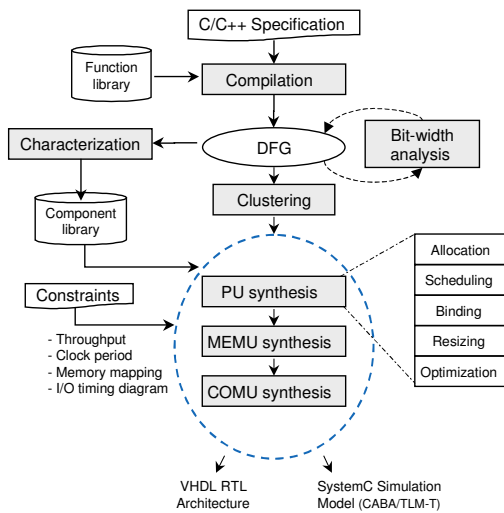 C/C++ Specification
Function
library
Compilation
Characterization
DFG
Bit-width
analysis
Clustering
Component
library
Allocation
Scheduling
Binding
Resizing
Optimization
PU synthesis
Constraints
- Throughput
- Clock period
- Memory mapping
- I/O timing diagram
MEMU synthesis
COMU synthesis
VHDL RTL
Architecture
SystemC Simulation
Model (CABA/TLM-T)